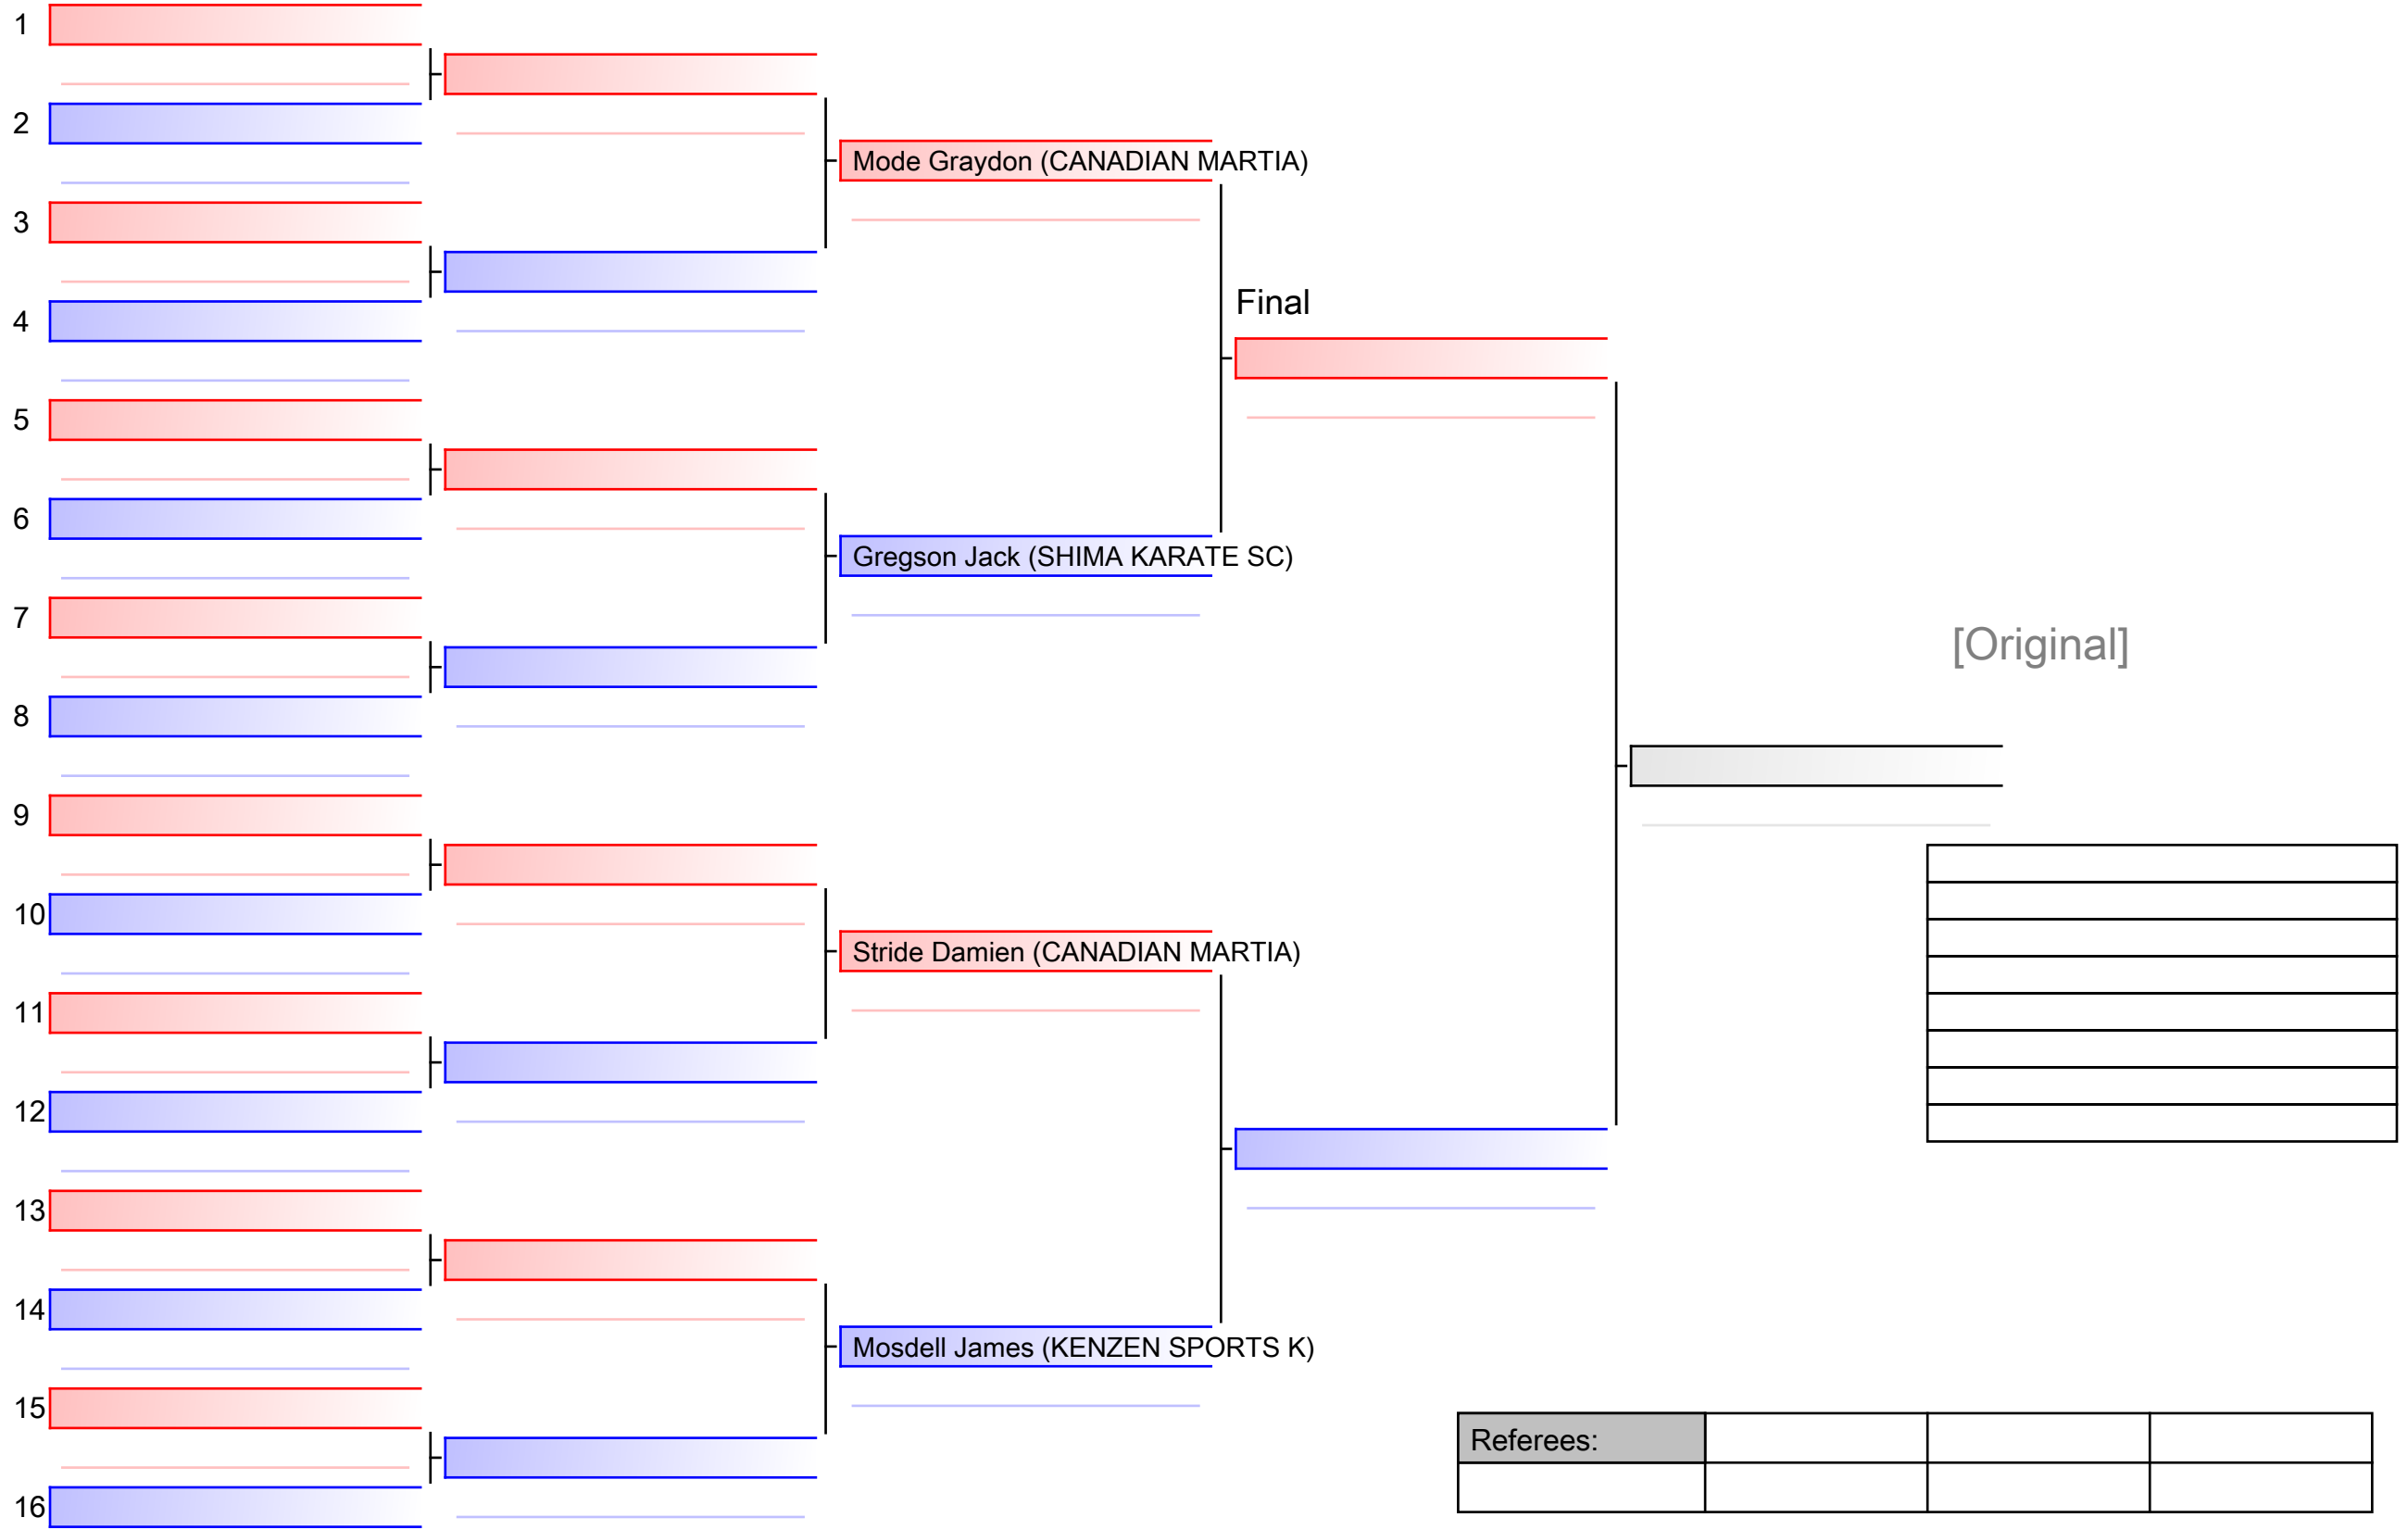 1
2
Mode Graydon (CANADIAN MARTIA)
3
Final
4
5
6
Gregson Jack (SHIMA KARATE SC)
7
[Original]
8
9
10
Stride Damien (CANADIAN MARTIA)
11
12
13
14
Mosdell James (KENZEN SPORTS K)
15
Referees:
16